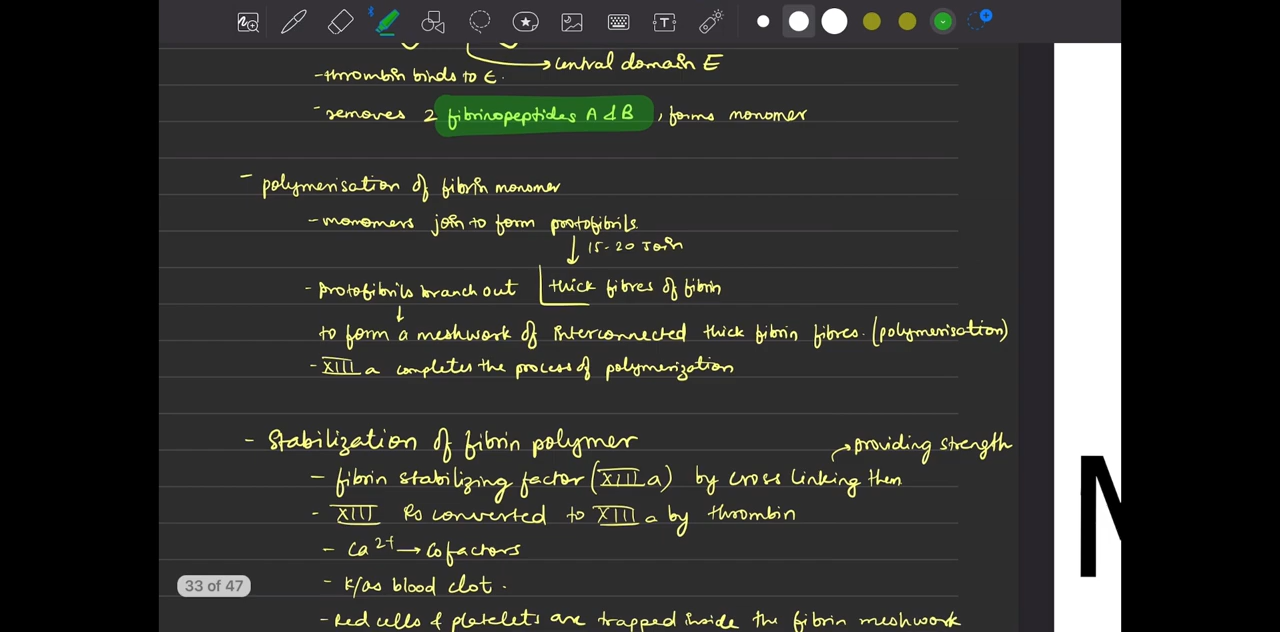 → central domain E
- thrombin binds to E.
- removes 2 fibrinopeptides A & B, forms monomer
- polymerisation of fibrin monomer
- monomers join to form protofibrils.
↓ 15-20 join
- protofibrils branch out thick fibres of fibrin
to form a meshwork of interconnected thick fibrin fibres. (polymerisation)
- XIII a completes the process of polymerization
- Stabilization of fibrin polymer
→ providing strength
- fibrin stabilizing factor (XIII a) by cross linking them
- XIII is converted to XIII a by thrombin
- Ca2+ → cofactors
- k/as blood clot.
- Red cells & platelets are trapped inside the fibrin meshwork
33 of 47